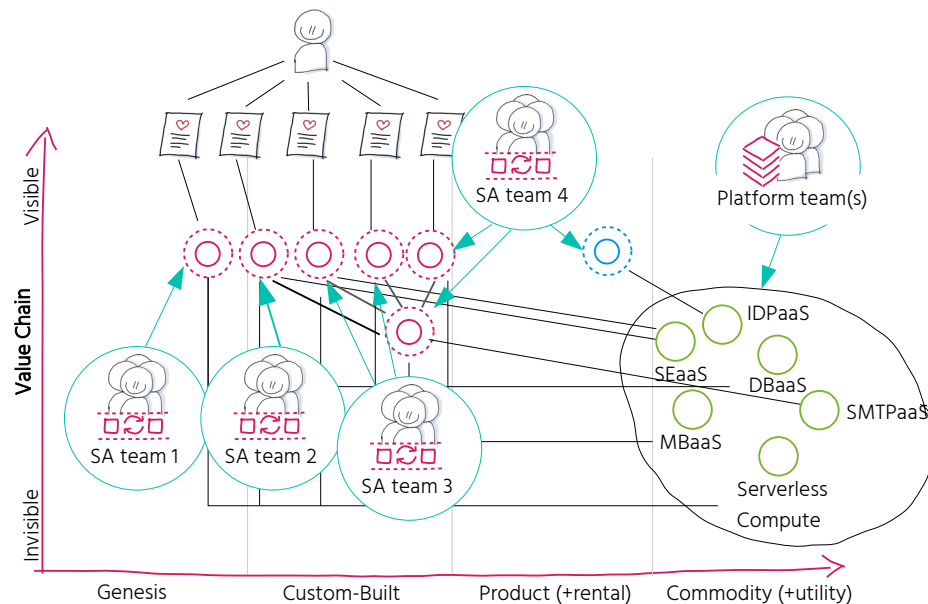 SA team 4
Platform team(s)
Visible
Value Chain
Invisible
IDPaaS
SEaaS
DBaaS
SMTPaaS
MBaaS
Serverless
Compute
SA team 1
SA team 2
SA team 3
Genesis
Custom-Built
Product (+rental)
Commodity (+utility)